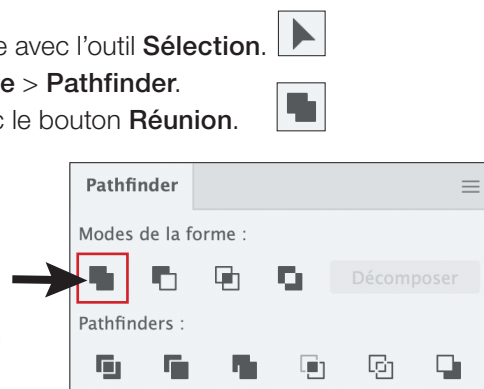 e avec l’outil Sélection.
e > Pathfinder.
c le bouton Réunion.
Pathfinder
Modes de la forme :
Décomposer
Pathfinders :